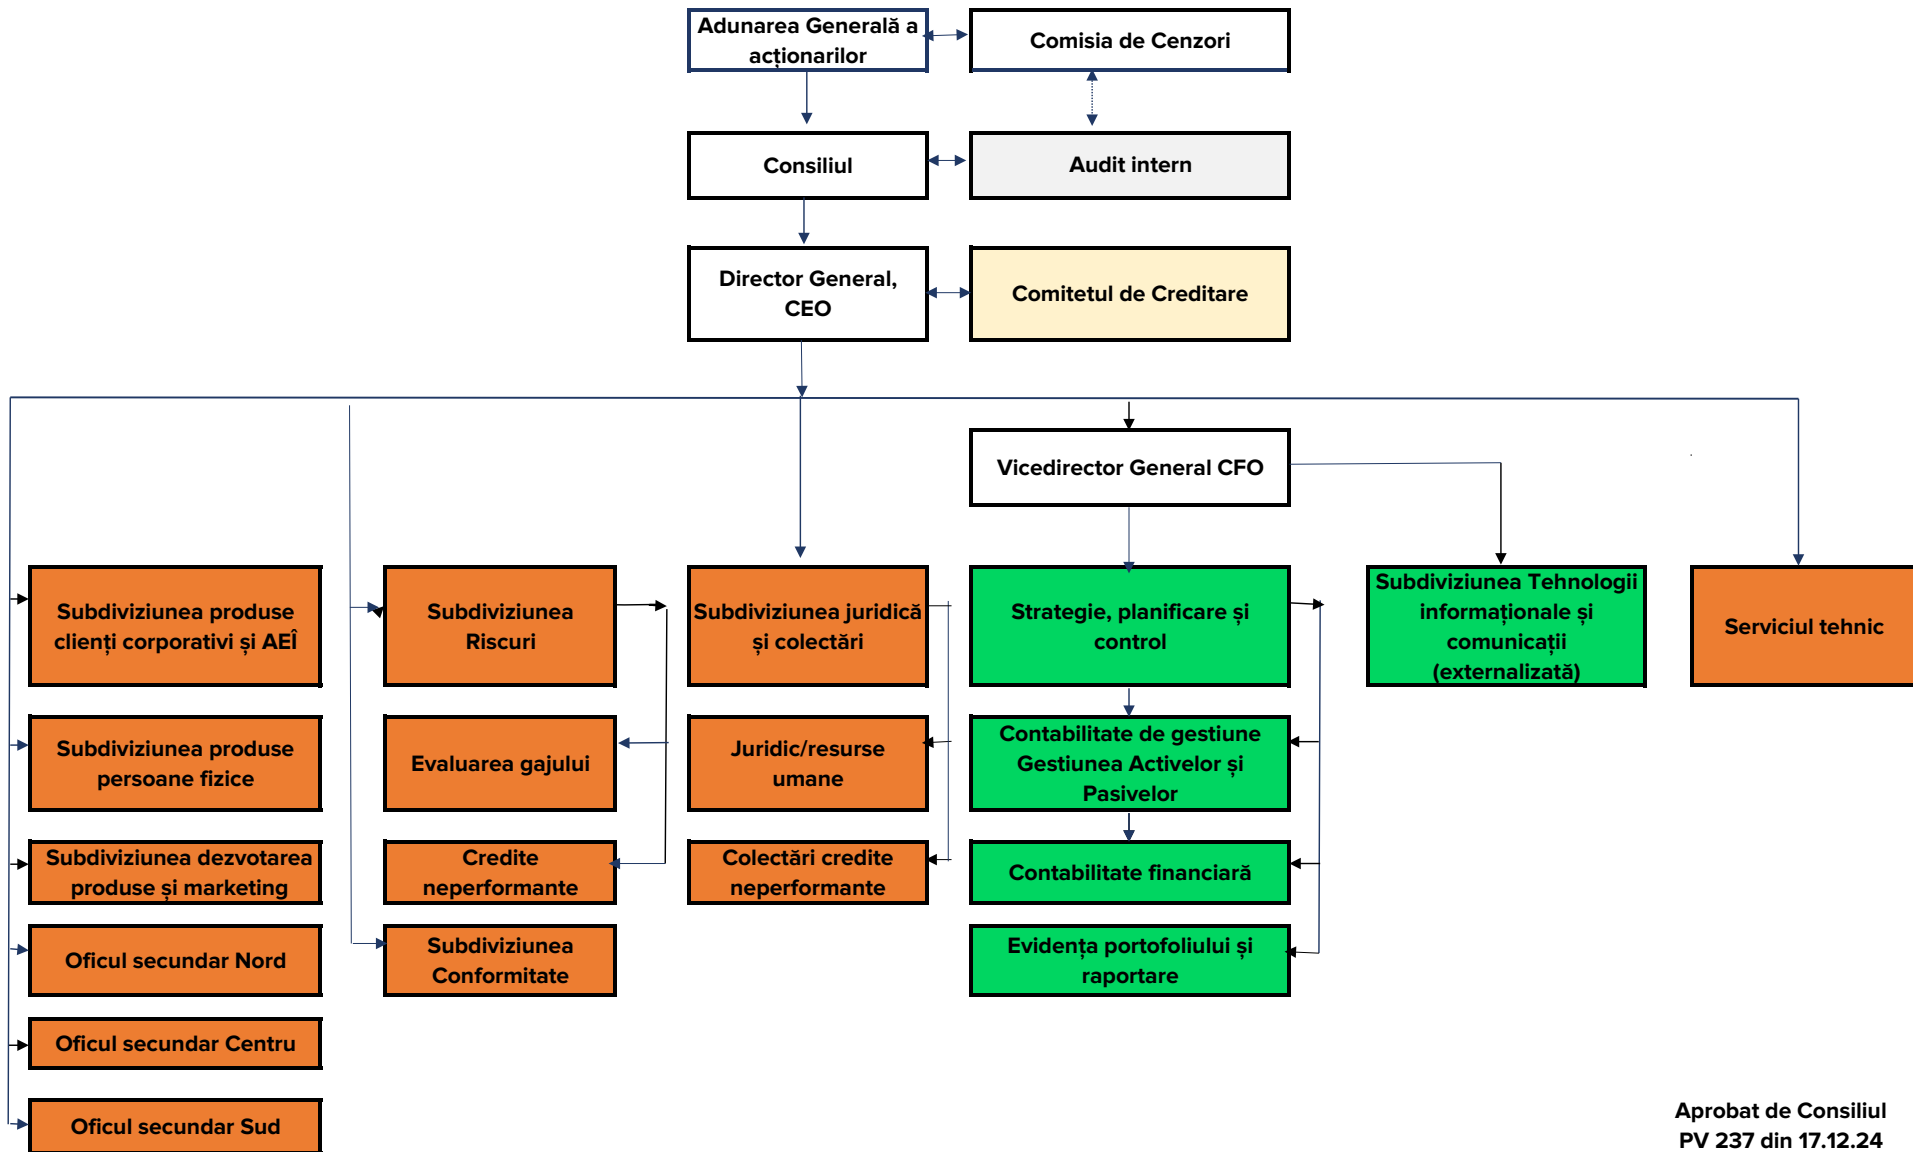 Adunarea Generală a
acționarilor
Comisia de Cenzori
Consiliul
Audit intern
Director General,
CEO
Comitetul de Creditare
Vicedirector General CFO
Subdiviziunea produse
clienți corporativi și AEÎ
Subdiviziunea
Riscuri
Subdiviziunea juridică
și colectări
Strategie, planificare și
control
Subdiviziunea Tehnologii
informaționale și
comunicații
(externalizată)
Serviciul tehnic
Subdiviziunea produse
persoane fizice
Evaluarea gajului
Juridic/resurse
umane
Contabilitate de gestiune
Gestiunea Activelor și
Pasivelor
Subdiviziunea dezvotarea
produse și marketing
Credite
neperformante
Colectări credite
neperformante
Contabilitate financiară
Oficul secundar Nord
Subdiviziunea
Conformitate
Evidența portofoliului și
raportare
Oficul secundar Centru
Oficul secundar Sud
Aprobat de Consiliul
PV 237 din 17.12.24